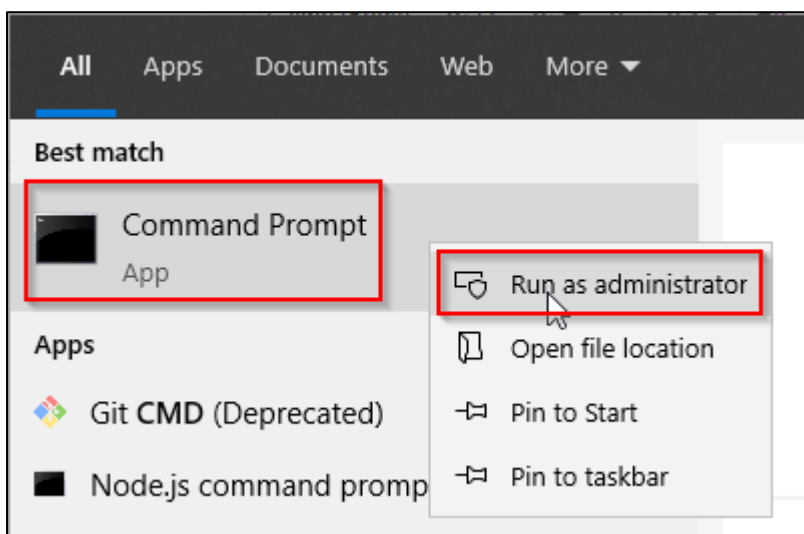 All Apps Documents Web More
Best match
Command Prompt
App
Run as administrator
Open file location
Apps
Git CMD (Deprecated)
Pin to Start
Node.js command promp
Pin to taskbar